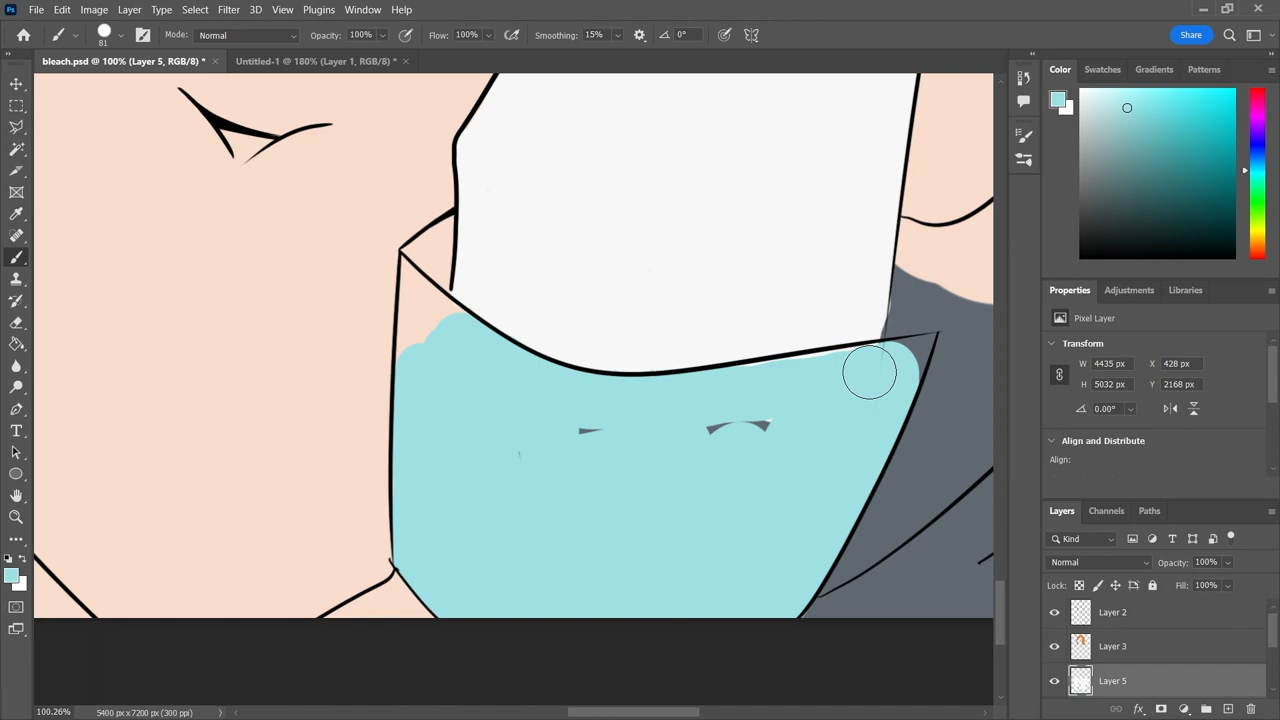 Ps File Edit Image Layer Type Select Filter 3D View Plugins Window Help
81 Mode: Normal Opacity: 100% Flow: 100% Smoothing: 15% 0° Share
bleach.psd @ 100% (Layer 5, RGB/8) * Untitled-1 @ 180% (Layer 1, RGB/8) *
Color Swatches Gradients Patterns
Properties Adjustments Libraries
Pixel Layer
Transform
W 4435 px X 428 px
H 5032 px Y 2168 px
0.00°
Align and Distribute
Align:
Layers Channels Paths
Kind
Normal Opacity: 100%
Lock: Fill: 100%
Layer 2
Layer 3
Layer 5
100.26% 5400 px x 7200 px (300 ppi)